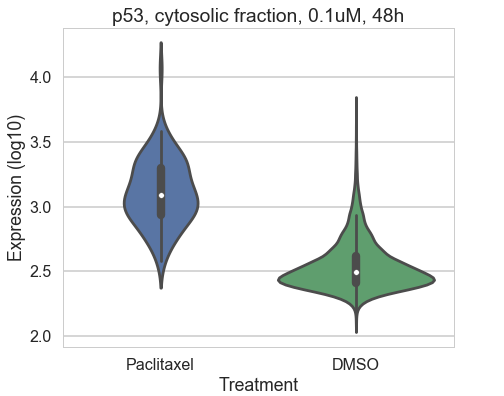 p53, cytosolic fraction, 0.1uM, 48h
Expression (log10)
4.0
3.5
3.0
2.5
2.0
Paclitaxel
DMSO
Treatment